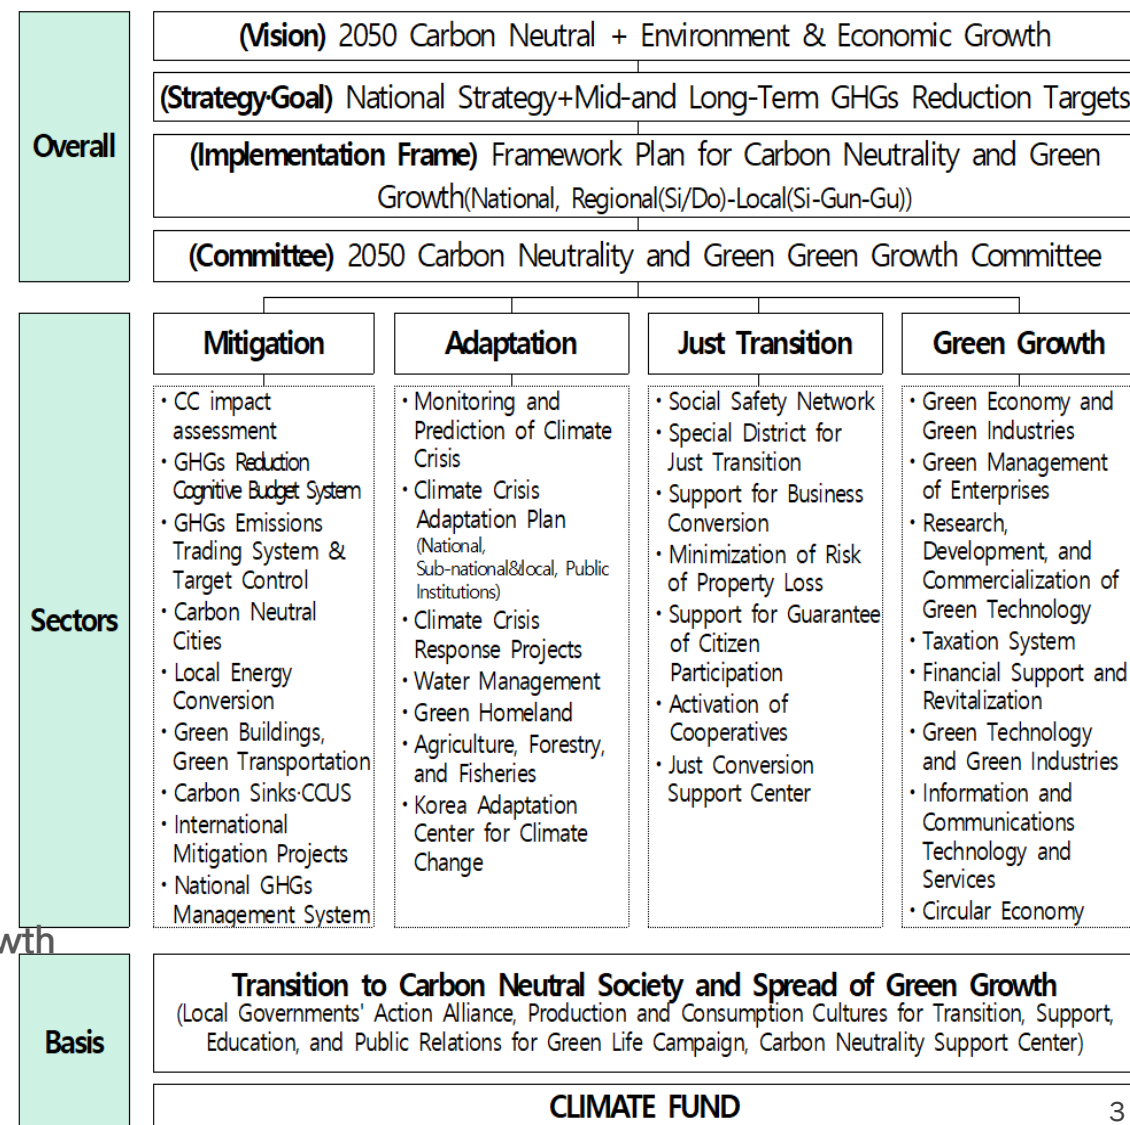 Overall
(Vision) 2050 Carbon Neutral + Environment & Economic Growth
(Strategy·Goal) National Strategy+Mid-and Long-Term GHGs Reduction Targets
(Implementation Frame) Framework Plan for Carbon Neutrality and Green
Growth(National, Regional(Si/Do)-Local(Si-Gun-Gu))
(Committee) 2050 Carbon Neutrality and Green Green Growth Committee
Sectors
Mitigation
· CC impact
assessment
· GHGs Reduction
Cognitive Budget System
· GHGs Emissions
Trading System &
Target Control
· Carbon Neutral
Cities
· Local Energy
Conversion
· Green Buildings,
Green Transportation
· Carbon Sinks·CCUS
· International
Mitigation Projects
· National GHGs
Management System
Adaptation
· Monitoring and
Prediction of Climate
Crisis
· Climate Crisis
Adaptation Plan
(National,
Sub-national&local, Public
Institutions)
· Climate Crisis
Response Projects
· Water Management
· Green Homeland
· Agriculture, Forestry,
and Fisheries
· Korea Adaptation
Center for Climate
Change
Just Transition
· Social Safety Network
· Special District for
Just Transition
· Support for Business
Conversion
· Minimization of Risk
of Property Loss
· Support for Guarantee
of Citizen
Participation
· Activation of
Cooperatives
· Just Conversion
Support Center
Green Growth
· Green Economy and
Green Industries
· Green Management
of Enterprises
· Research,
Development, and
Commercialization of
Green Technology
· Taxation System
· Financial Support and
Revitalization
· Green Technology
and Green Industries
· Information and
Communications
Technology and
Services
· Circular Economy
wth
Basis
Transition to Carbon Neutral Society and Spread of Green Growth
(Local Governments' Action Alliance, Production and Consumption Cultures for Transition, Support,
Education, and Public Relations for Green Life Campaign, Carbon Neutrality Support Center)
CLIMATE FUND
3